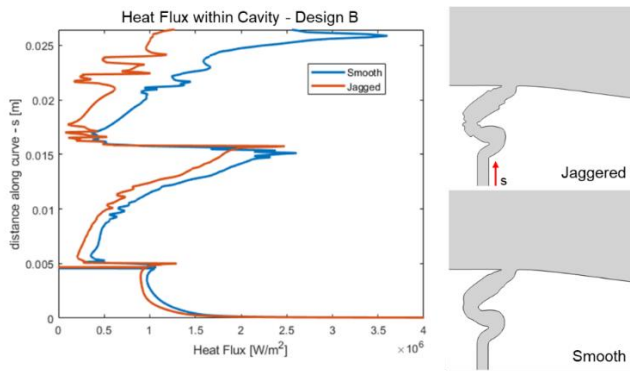 Heat Flux within Cavity - Design B
0.025
0.02
0.015
0.01
0.005
0
distance along curve - s [m]
Smooth
Jagged
0
0.5
1
1.5
2
2.5
3
3.5
4
Heat Flux [W/m²]
×10⁶
s
Jaggered
Smooth